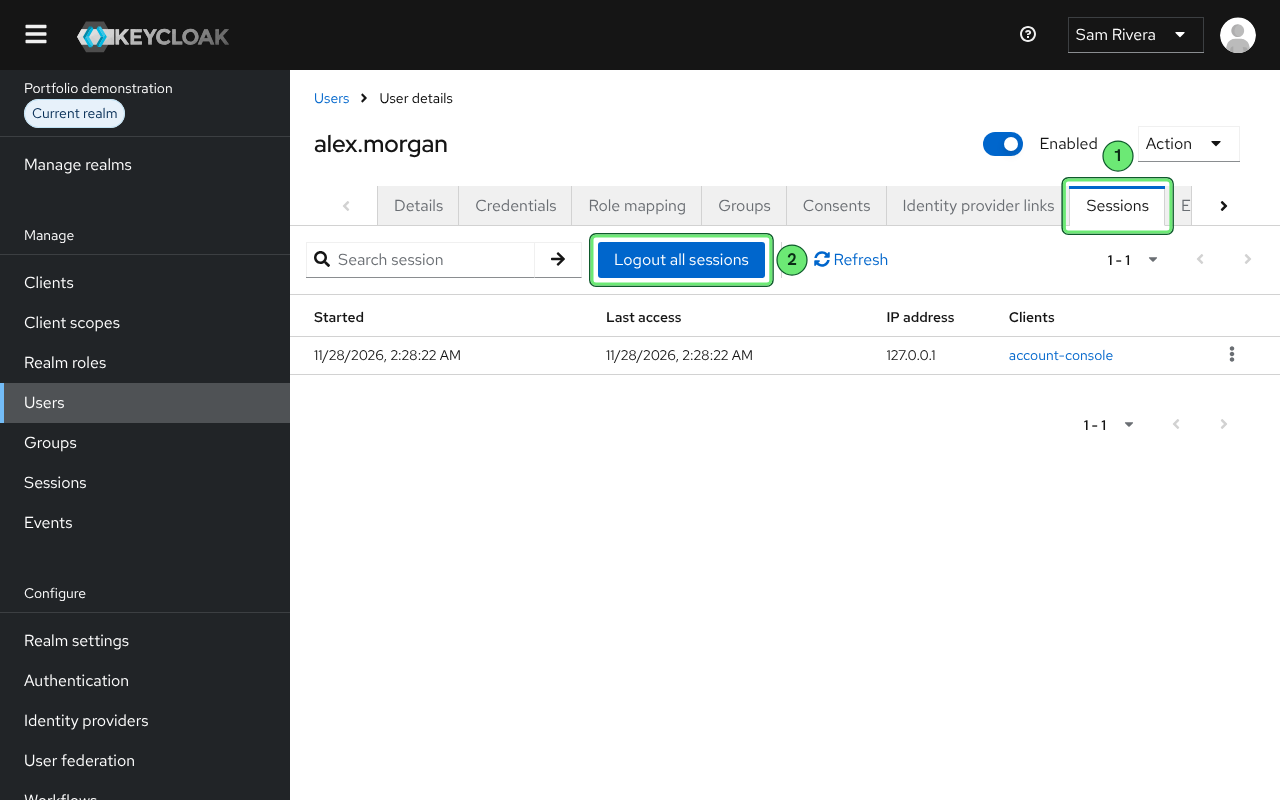 KEYCLOAK
Sam Rivera
Portfolio demonstration
Current realm
Manage realms
Manage
Clients
Client scopes
Realm roles
Users
Groups
Sessions
Events
Configure
Realm settings
Authentication
Identity providers
User federation
Workflows
Users User details
alex.morgan
Enabled
1
Action
Details Credentials Role mapping Groups Consents Identity provider links Sessions E
Search session
Logout all sessions
2
Refresh
1 - 1
Started Last access IP address Clients
11/28/2026, 2:28:22 AM 11/28/2026, 2:28:22 AM 127.0.0.1 account-console
1 - 1